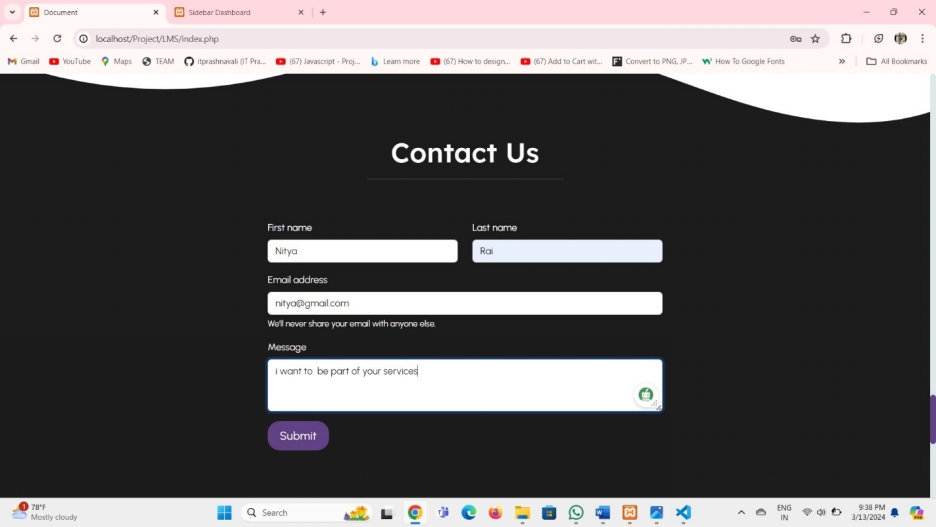 Document
Sidebar Dashboard
localhost/Project/LMS/index.php
Gmail YouTube Maps TEAM itprashnavali (IT Pra... (67) Javascript - Proj... Learn more (67) How to design... (67) Add to Cart wit... Convert to PNG, JP... How To Google Fonts » All Bookmarks
Contact Us
First name
Last name
Nitya
Rai
Email address
nitya@gmail.com
We'll never share your email with anyone else.
Message
i want to  be part of your services
Submit
1
78°F
Mostly cloudy
Search
ENG
IN
9:38 PM
3/13/2024